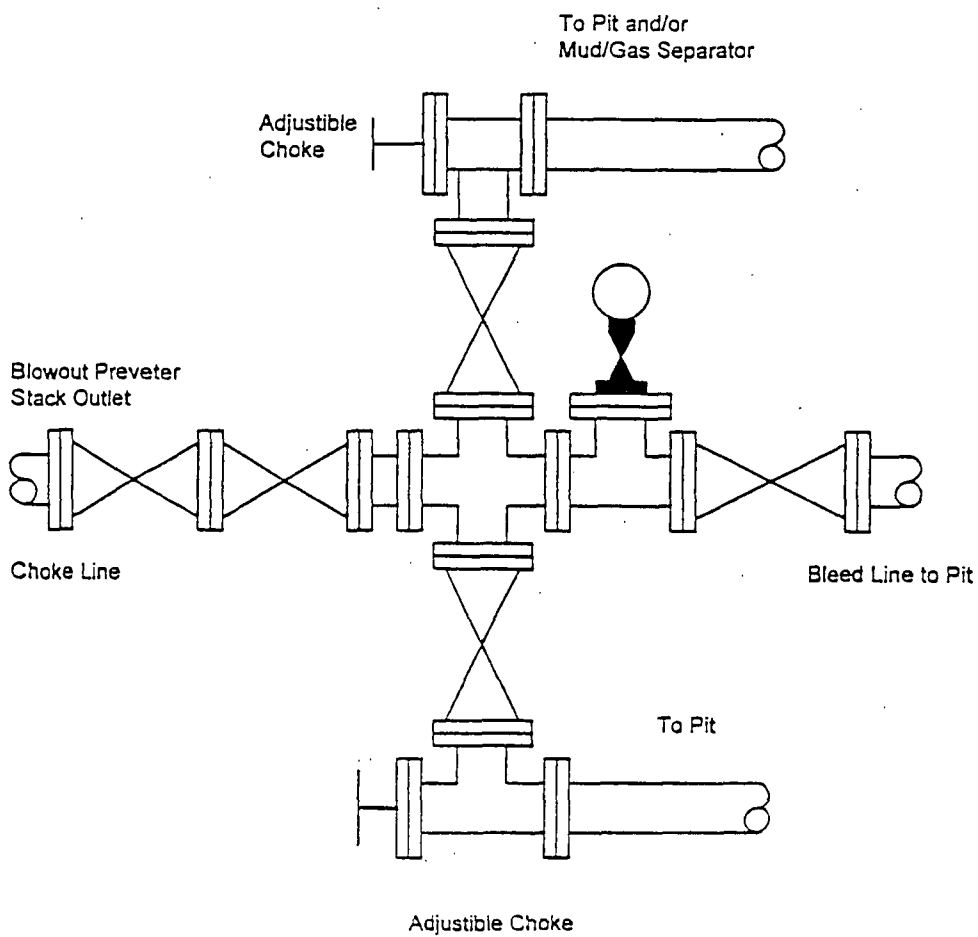 To Pit and/or
Mud/Gas Separator
Adjustible
Choke
Blowout Preveter
Stack Outlet
Choke Line
Bleed Line to Pit
To Pit
Adjustible Choke